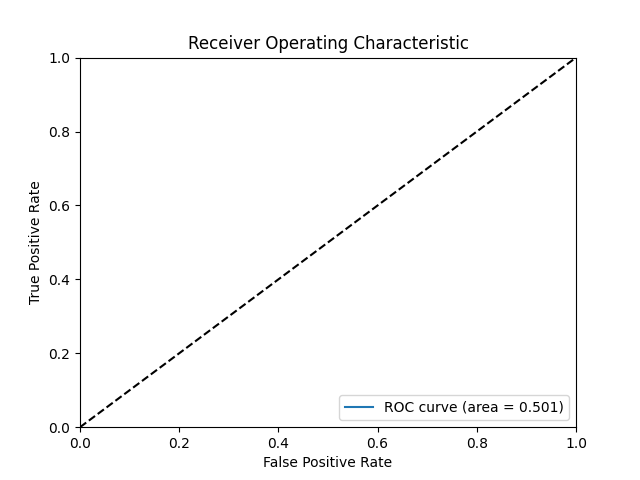 Receiver Operating Characteristic
1.0
0.8
0.6
0.4
0.2
0.0
True Positive Rate
ROC curve (area = 0.501)
0.0 0.2 0.4 0.6 0.8 1.0
False Positive Rate